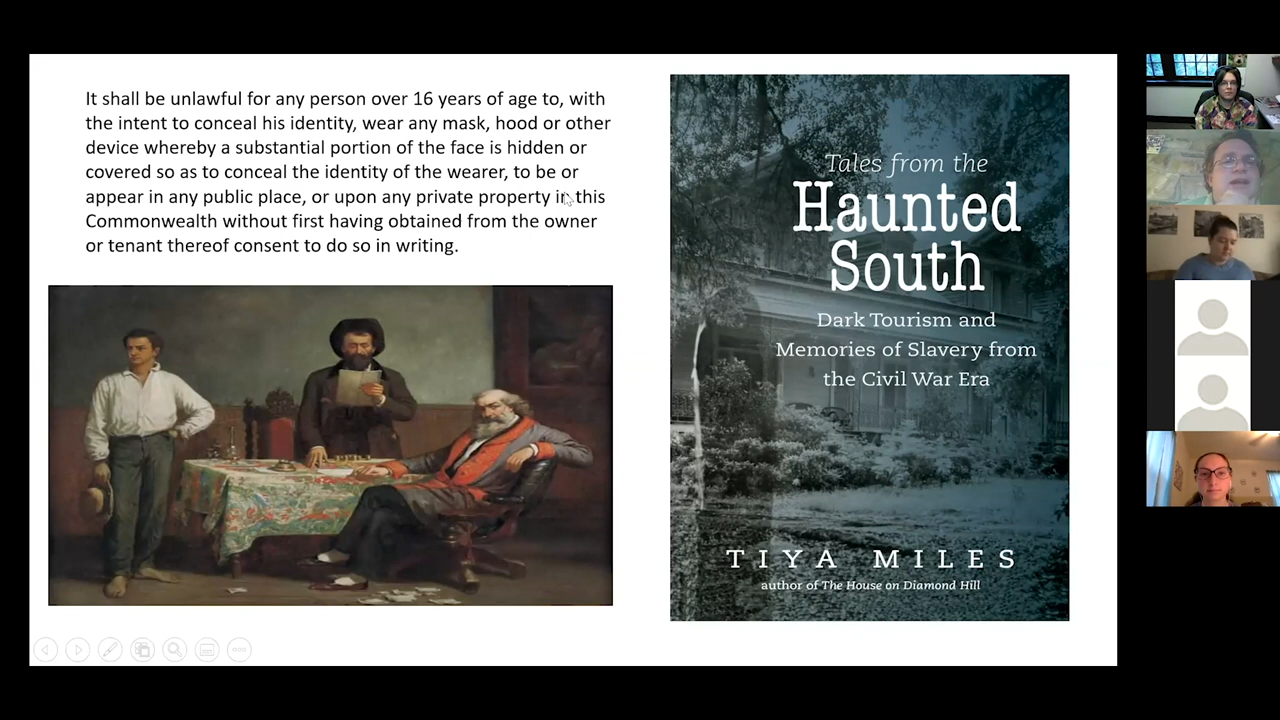 It shall be unlawful for any person over 16 years of age to, with
the intent to conceal his identity, wear any mask, hood or other
device whereby a substantial portion of the face is hidden or
covered so as to conceal the identity of the wearer, to be or
appear in any public place, or upon any private property in this
Commonwealth without first having obtained from the owner
or tenant thereof consent to do so in writing.
Tales from the
Haunted
South
Dark Tourism and
Memories of Slavery from
the Civil War Era
TIYA MILES
author of The House on Diamond Hill